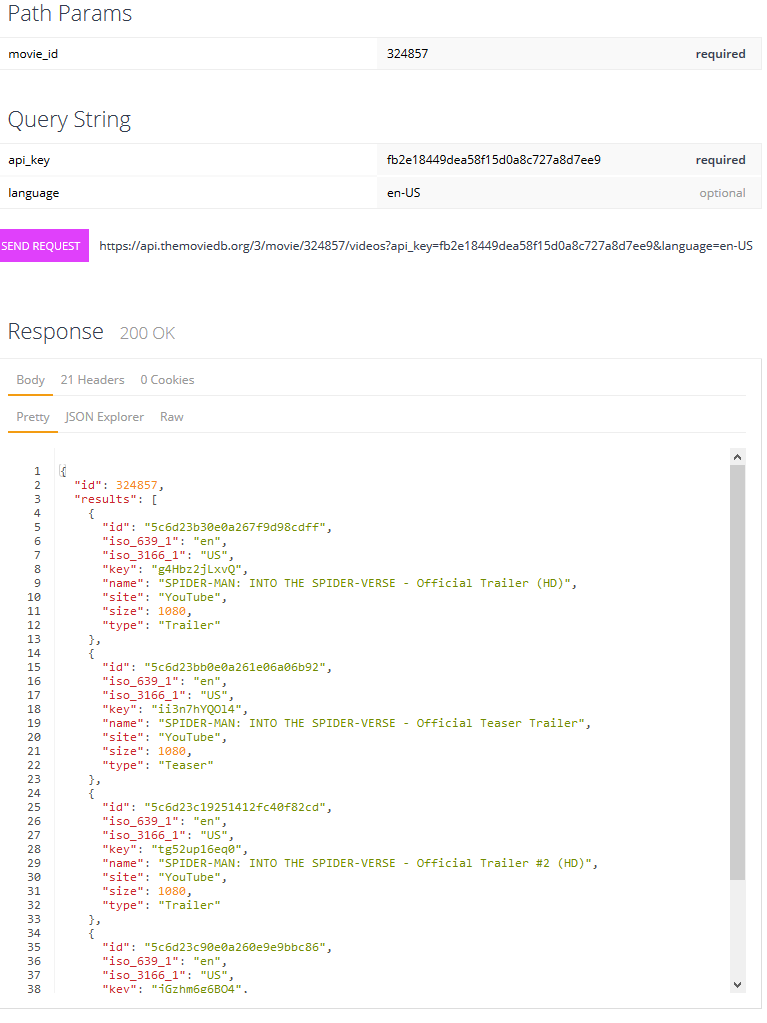 Path Params
movie_id 324857 required
Query String
api_key fb2e18449dea58f15d0a8c727a8d7ee9 required
language en-US optional
SEND REQUEST https://api.themoviedb.org/3/movie/324857/videos?api_key=fb2e18449dea58f15d0a8c727a8d7ee9&language=en-US
Response 200 OK
Body 21 Headers 0 Cookies
Pretty JSON Explorer Raw
1 {
2 "id": 324857,
3 "results": [
4 {
5 "id": "5c6d23b30e0a267f9d98cdff",
6 "iso_639_1": "en",
7 "iso_3166_1": "US",
8 "key": "g4Hbz2jLxvQ",
9 "name": "SPIDER-MAN: INTO THE SPIDER-VERSE - Official Trailer (HD)",
10 "site": "YouTube",
11 "size": 1080,
12 "type": "Trailer"
13 },
14 {
15 "id": "5c6d23bb0e0a261e06a06b92",
16 "iso_639_1": "en",
17 "iso_3166_1": "US",
18 "key": "ii3n7hYQOl4",
19 "name": "SPIDER-MAN: INTO THE SPIDER-VERSE - Official Teaser Trailer",
20 "site": "YouTube",
21 "size": 1080,
22 "type": "Teaser"
23 },
24 {
25 "id": "5c6d23c19251412fc40f82cd",
26 "iso_639_1": "en",
27 "iso_3166_1": "US",
28 "key": "tg52up16eq0",
29 "name": "SPIDER-MAN: INTO THE SPIDER-VERSE - Official Trailer #2 (HD)",
30 "site": "YouTube",
31 "size": 1080,
32 "type": "Trailer"
33 },
34 {
35 "id": "5c6d23c90e0a260e9e9bbc86",
36 "iso_639_1": "en",
37 "iso_3166_1": "US",
38 "key": "jGzhm6g6BQ4",